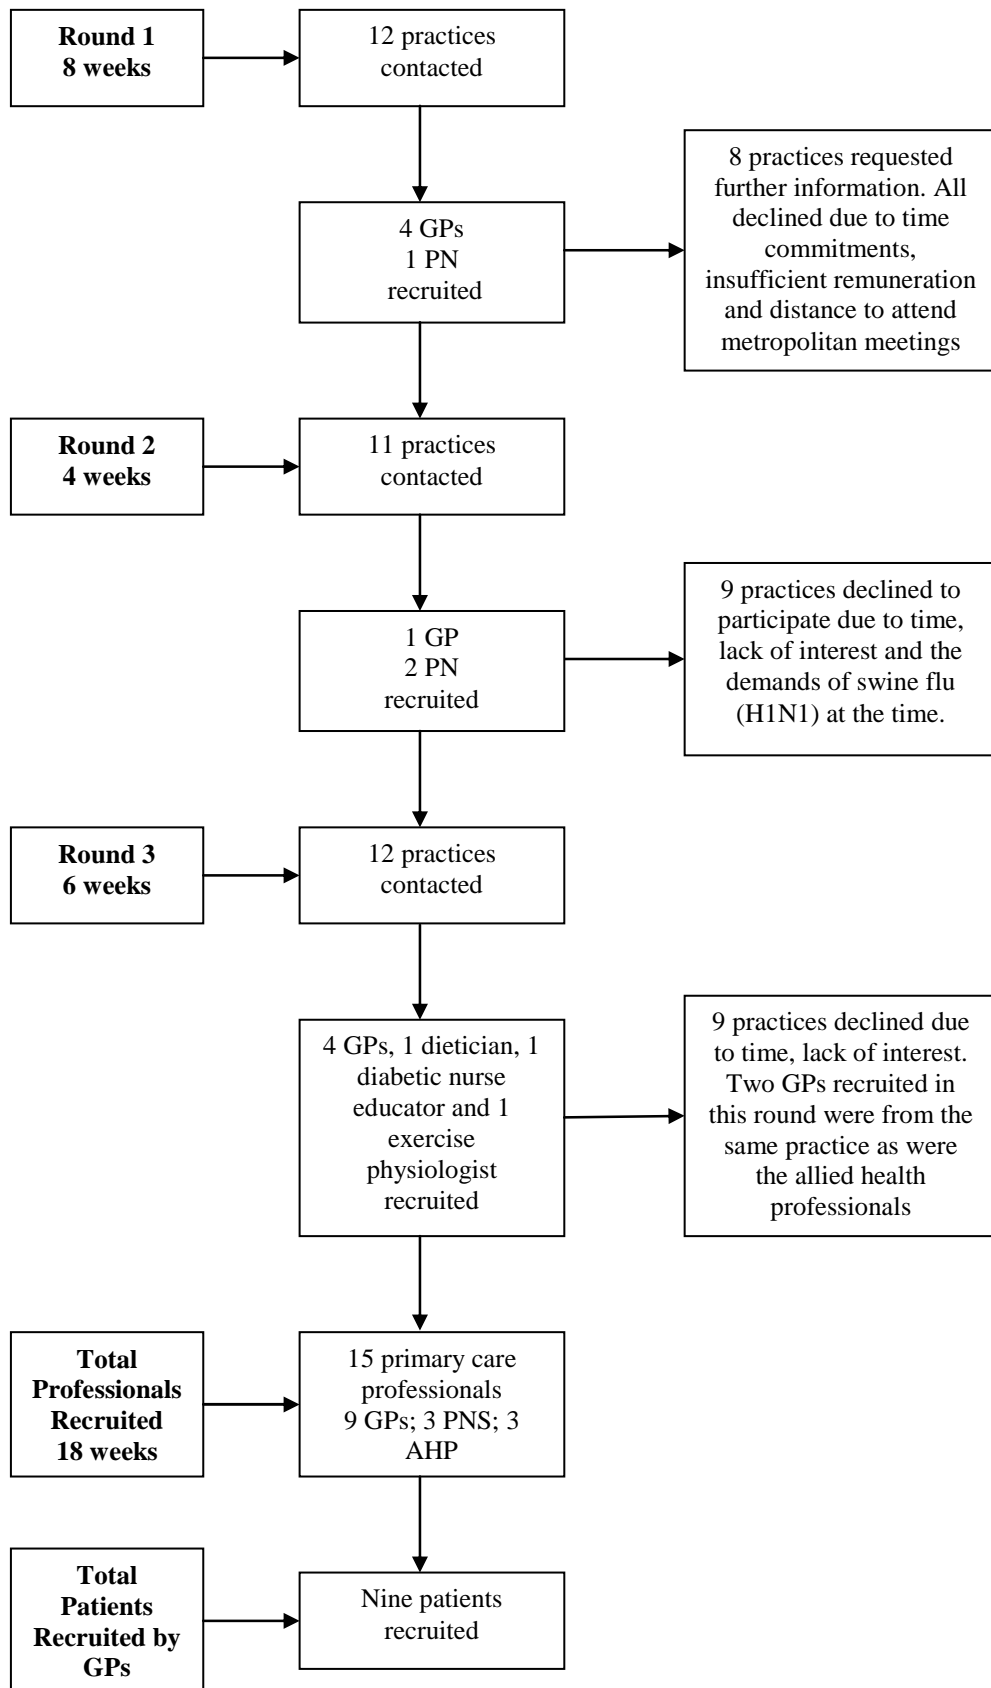 Round 1
8 weeks
12 practices
contacted
8 practices requested
further information. All
declined due to time
commitments,
insufficient remuneration
and distance to attend
metropolitan meetings
4 GPs
1 PN
recruited
Round 2
4 weeks
11 practices
contacted
9 practices declined to
participate due to time,
lack of interest and the
demands of swine flu
(H1N1) at the time.
1 GP
2 PN
recruited
Round 3
6 weeks
12 practices
contacted
4 GPs, 1 dietician, 1
diabetic nurse
educator and 1
exercise
physiologist
recruited
9 practices declined due
to time, lack of interest.
Two GPs recruited in
this round were from the
same practice as were
the allied health
professionals
Total
Professionals
Recruited
18 weeks
15 primary care
professionals
9 GPs; 3 PNS; 3
AHP
Total
Patients
Recruited by
GPs
Nine patients
recruited